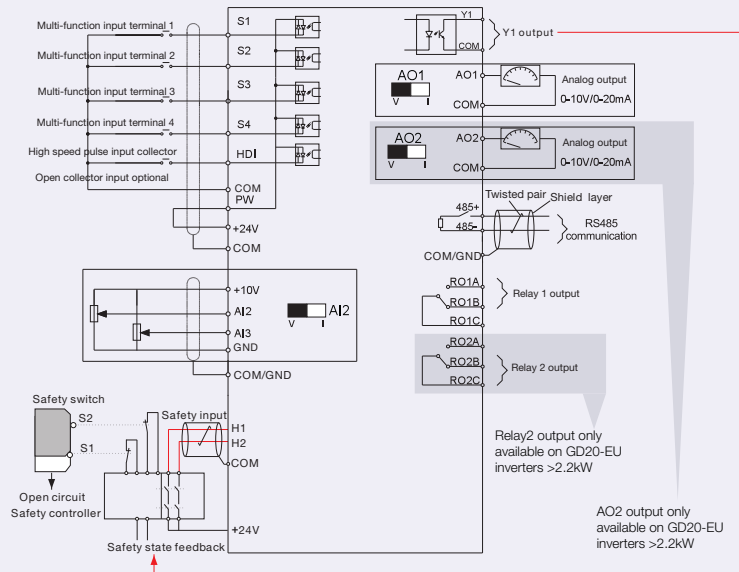 Multi-function input terminal 1
S1
Multi-function input terminal 2
S2
Multi-function input terminal 3
S3
Multi-function input terminal 4
S4
High speed pulse input collector
HDI
Open collector input optional
COM
PW
+24V
COM
+10V
AI2
AI3
GND
V I
AI2
COM/GND
Safety switch
S2
S1
Safety input
H1
H2
COM
Open circuit
Safety controller
+24V
Safety state feedback
Y1
COM
Y1 output
AO1
V I
AO1
COM
Analog output
0-10V/0-20mA
AO2
V I
AO2
COM
Analog output
0-10V/0-20mA
Twisted pair
Shield layer
485+
485-
RS485
communication
COM/GND
RO1A
RO1B
RO1C
Relay 1 output
RO2A
RO2B
RO2C
Relay 2 output
Relay2 output only
available on GD20-EU
inverters >2.2kW
AO2 output only
available on GD20-EU
inverters >2.2kW